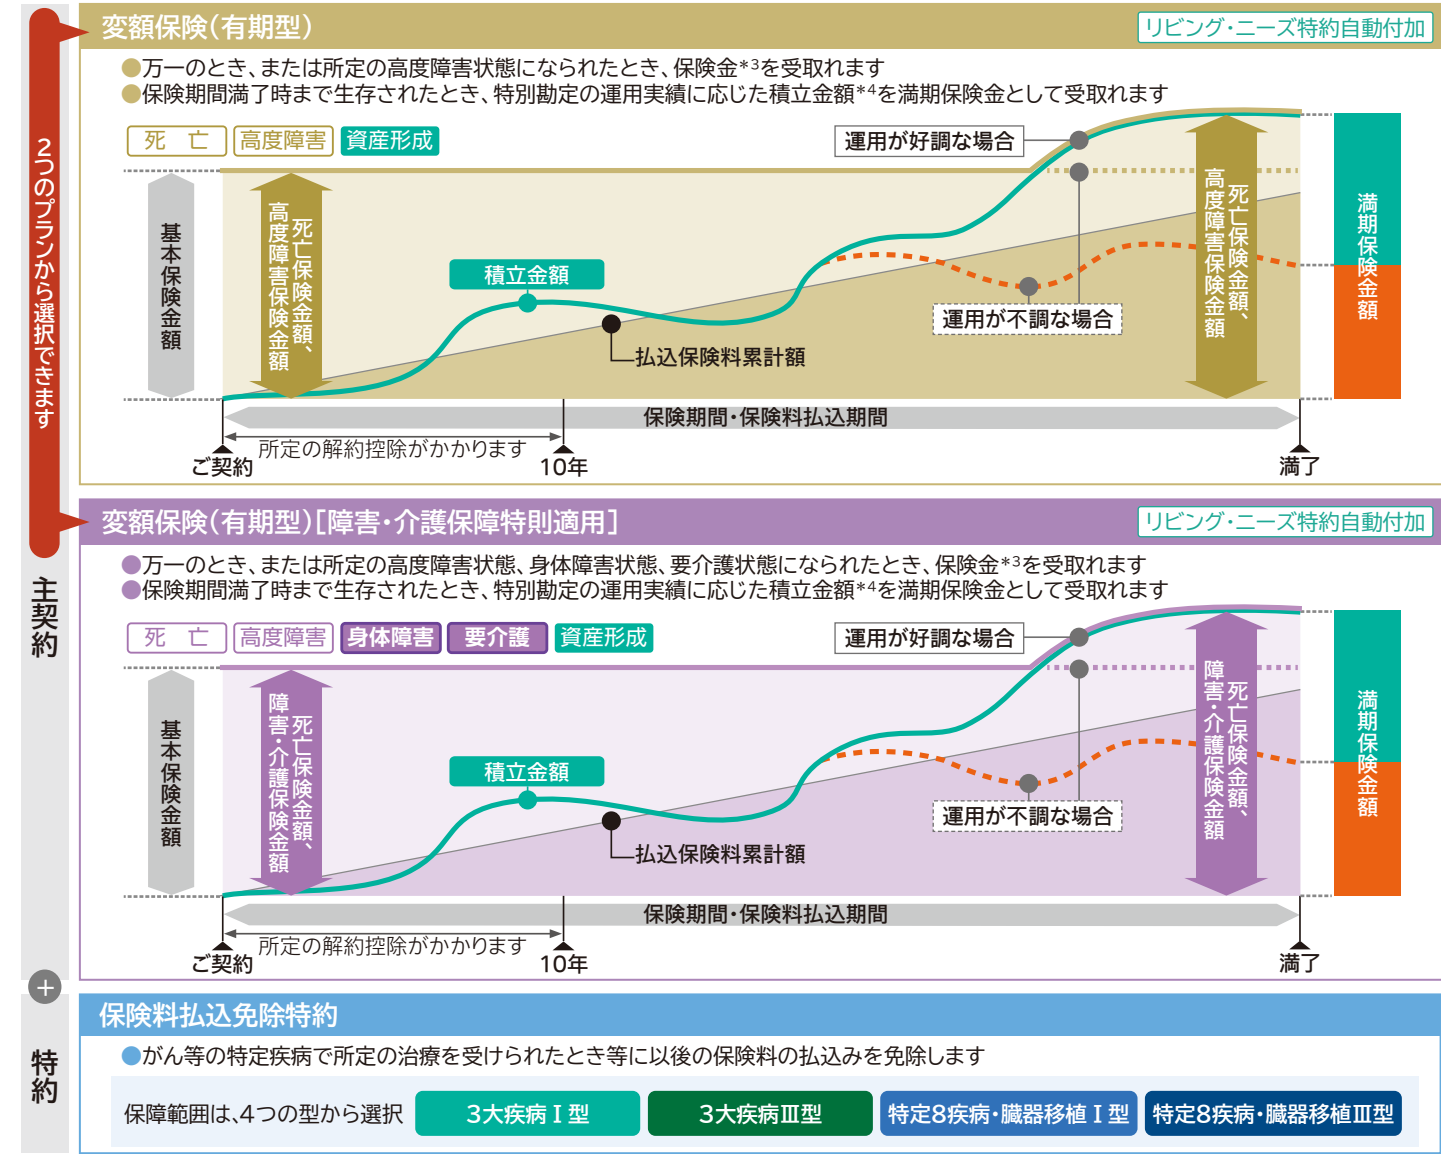 2つのプランから選択できます
主契約
+
特約
変額保険(有期型)
リビング・ニーズ特約自動付加
●万一のとき、または所定の高度障害状態になられたとき、保険金*3を受取れます
●保険期間満了時まで生存されたとき、特別勘定の運用実績に応じた積立金額*4を満期保険金として受取れます
死 亡
高度障害
資産形成
運用が好調な場合
基本保険金額
死亡保険金額、
高度障害保険金額
積立金額
払込保険料累計額
運用が不調な場合
死亡保険金額、
高度障害保険金額
満期保険金額
保険期間・保険料払込期間
所定の解約控除がかかります
ご契約
10年
満了
変額保険(有期型)[障害・介護保障特則適用]
リビング・ニーズ特約自動付加
●万一のとき、または所定の高度障害状態、身体障害状態、要介護状態になられたとき、保険金*3を受取れます
●保険期間満了時まで生存されたとき、特別勘定の運用実績に応じた積立金額*4を満期保険金として受取れます
死 亡
高度障害
身体障害
要介護
資産形成
運用が好調な場合
基本保険金額
死亡保険金額、
障害・介護保険金額
積立金額
払込保険料累計額
運用が不調な場合
死亡保険金額、
障害・介護保険金額
満期保険金額
保険期間・保険料払込期間
所定の解約控除がかかります
ご契約
10年
満了
保険料払込免除特約
●がん等の特定疾病で所定の治療を受けられたとき等に以後の保険料の払込みを免除します
保障範囲は、4つの型から選択
3大疾病Ⅰ型
3大疾病Ⅲ型
特定8疾病・臓器移植Ⅰ型
特定8疾病・臓器移植Ⅲ型